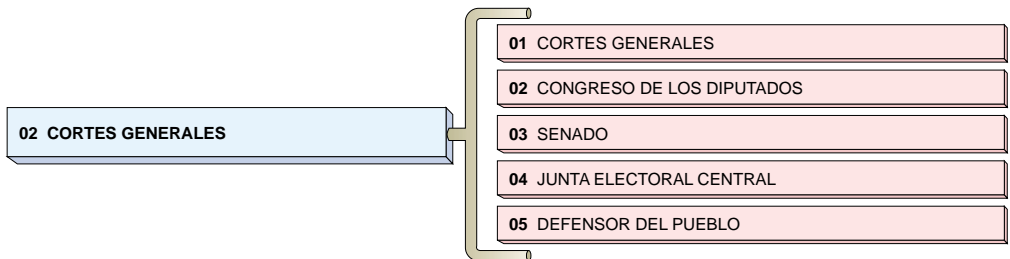 01 CORTES GENERALES
02 CONGRESO DE LOS DIPUTADOS
02 CORTES GENERALES
03 SENADO
04 JUNTA ELECTORAL CENTRAL
05 DEFENSOR DEL PUEBLO